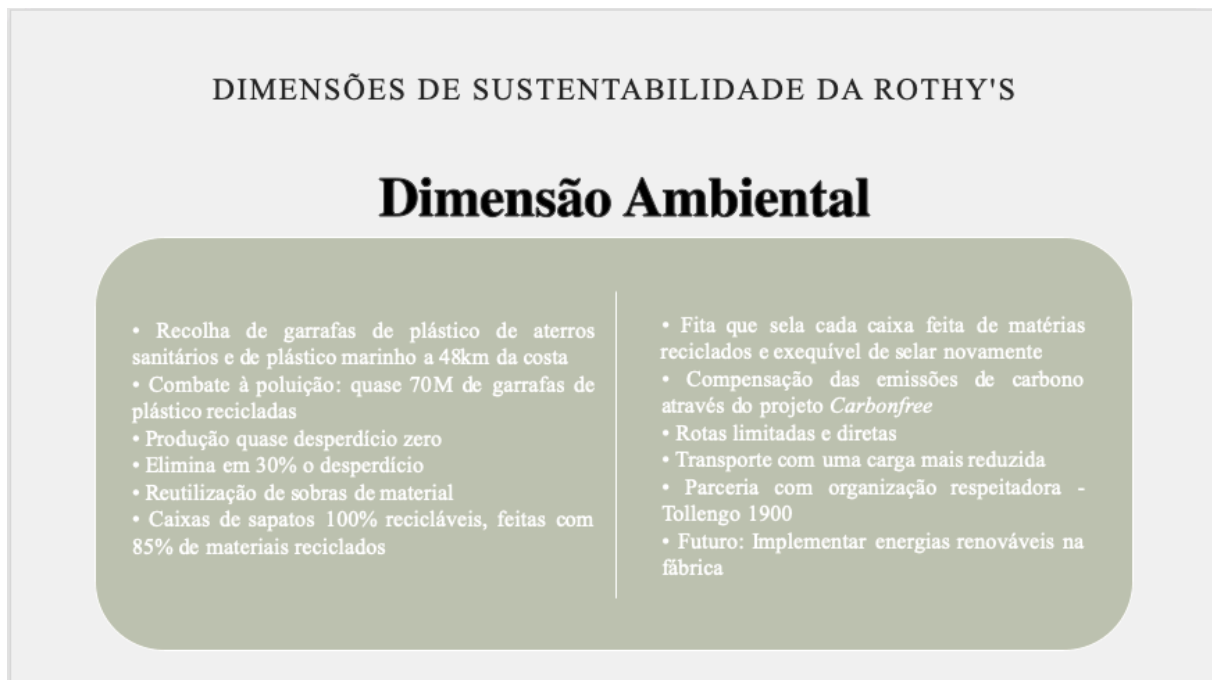 DIMENSÕES DE SUSTENTABILIDADE DA ROTHY'S
Dimensão Ambiental
• Recolha de garrafas de plástico de aterros
sanitários e de plástico marinho a 48km da costa
• Combate à poluição: quase 70M de garrafas de
plástico recicladas
• Produção quase desperdício zero
• Elimina em 30% o desperdício
• Reutilização de sobras de material
• Caixas de sapatos 100% recicláveis, feitas com
85% de materiais reciclados
• Fita que sela cada caixa feita de matérias
reciclados e exequível de selar novamente
• Compensação das emissões de carbono
através do projeto Carbonfree
• Rotas limitadas e diretas
• Transporte com uma carga mais reduzida
• Parceria com organização respeitadora -
Tollengo 1900
• Futuro: Implementar energias renováveis na
fábrica